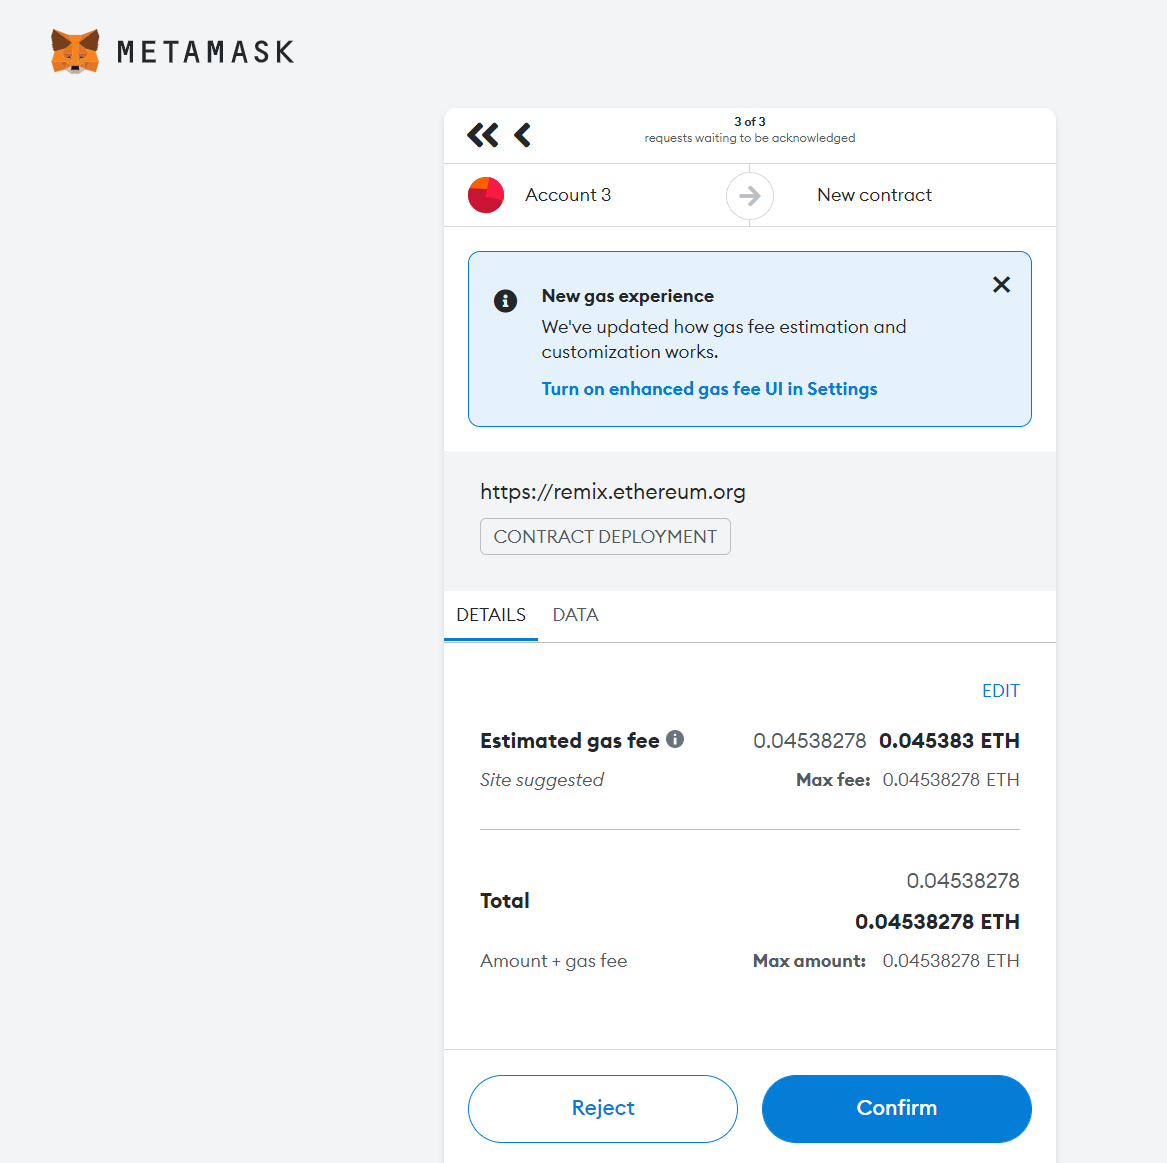 METAMASK
3 of 3
requests waiting to be acknowledged
Account 3
New contract
New gas experience
We've updated how gas fee estimation and
customization works.
Turn on enhanced gas fee UI in Settings
https://remix.ethereum.org
CONTRACT DEPLOYMENT
DETAILS DATA
EDIT
Estimated gas fee 0.04538278 0.045383 ETH
Site suggested Max fee: 0.04538278 ETH
0.04538278
Total
0.04538278 ETH
Amount + gas fee Max amount: 0.04538278 ETH
Reject Confirm